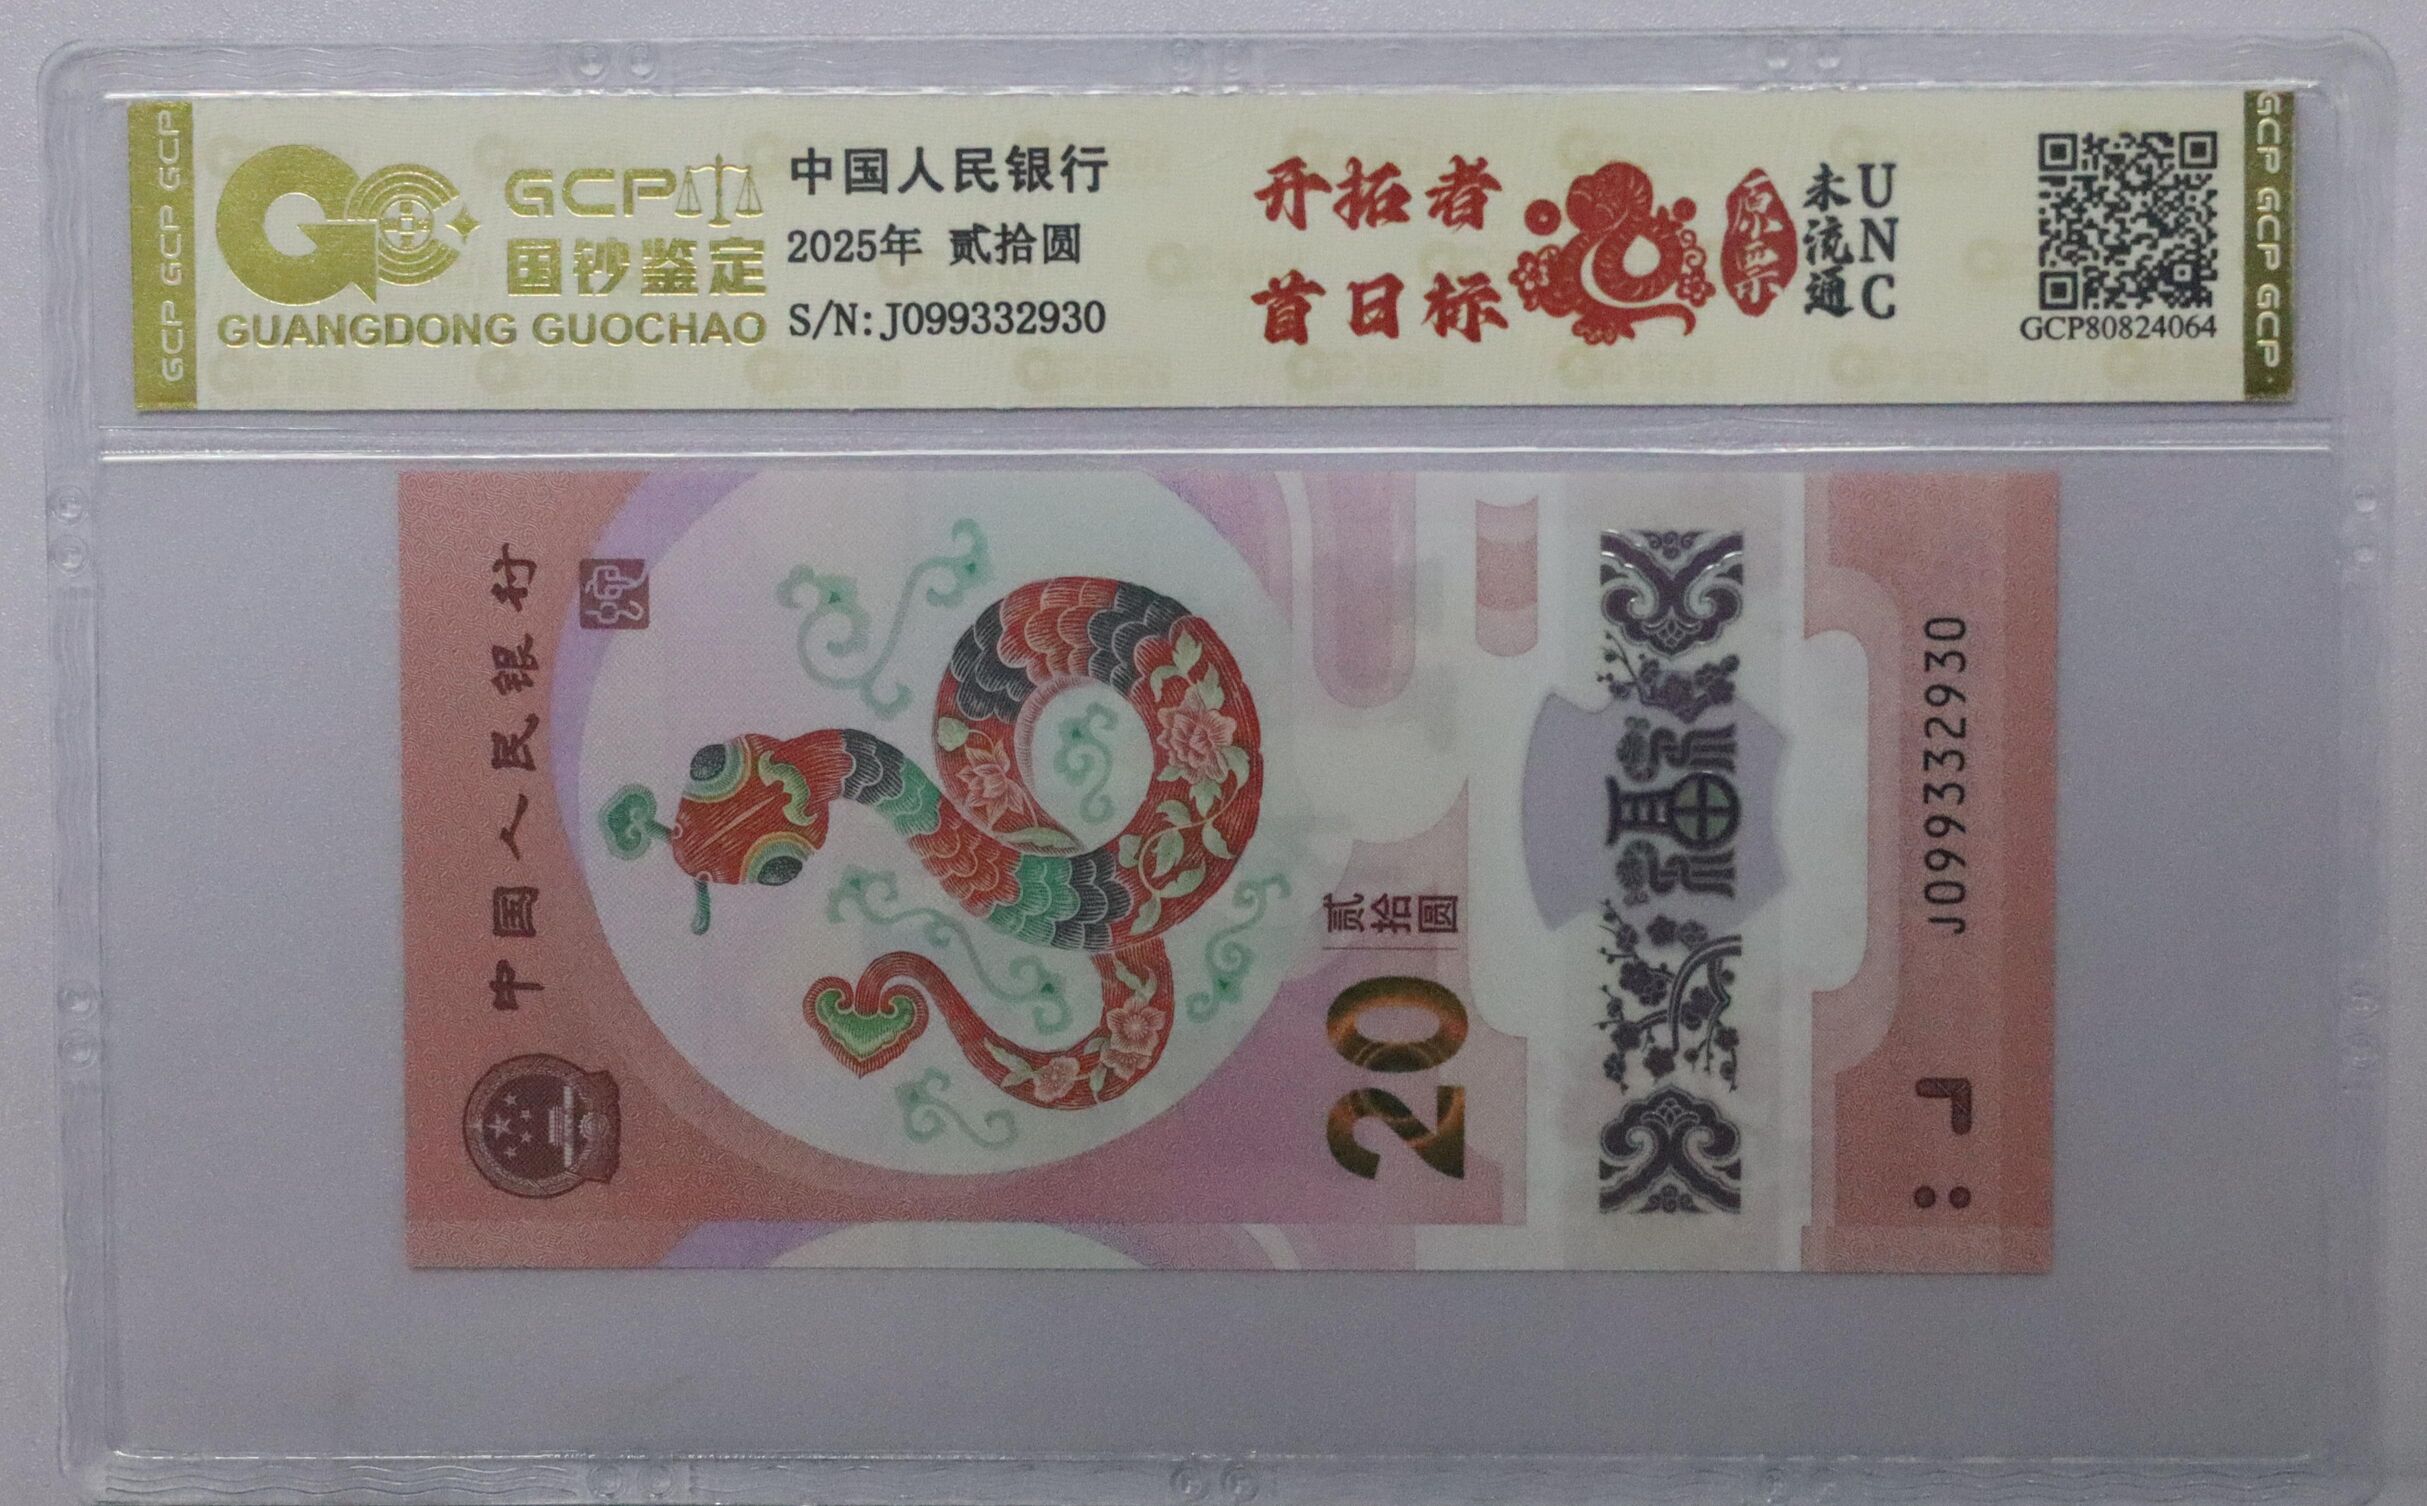 GCP GCP GCP
GCP
国钞鉴定
GUANGDONG GUOCHAO
中国人民银行
2025年 贰拾圆
S/N:J099332930
开拓者
首日标
原票
未流通
UNC
GCP80824064
GCP GCP GCP GCP
中国人民银行
贰拾圆
20
福
J099332930